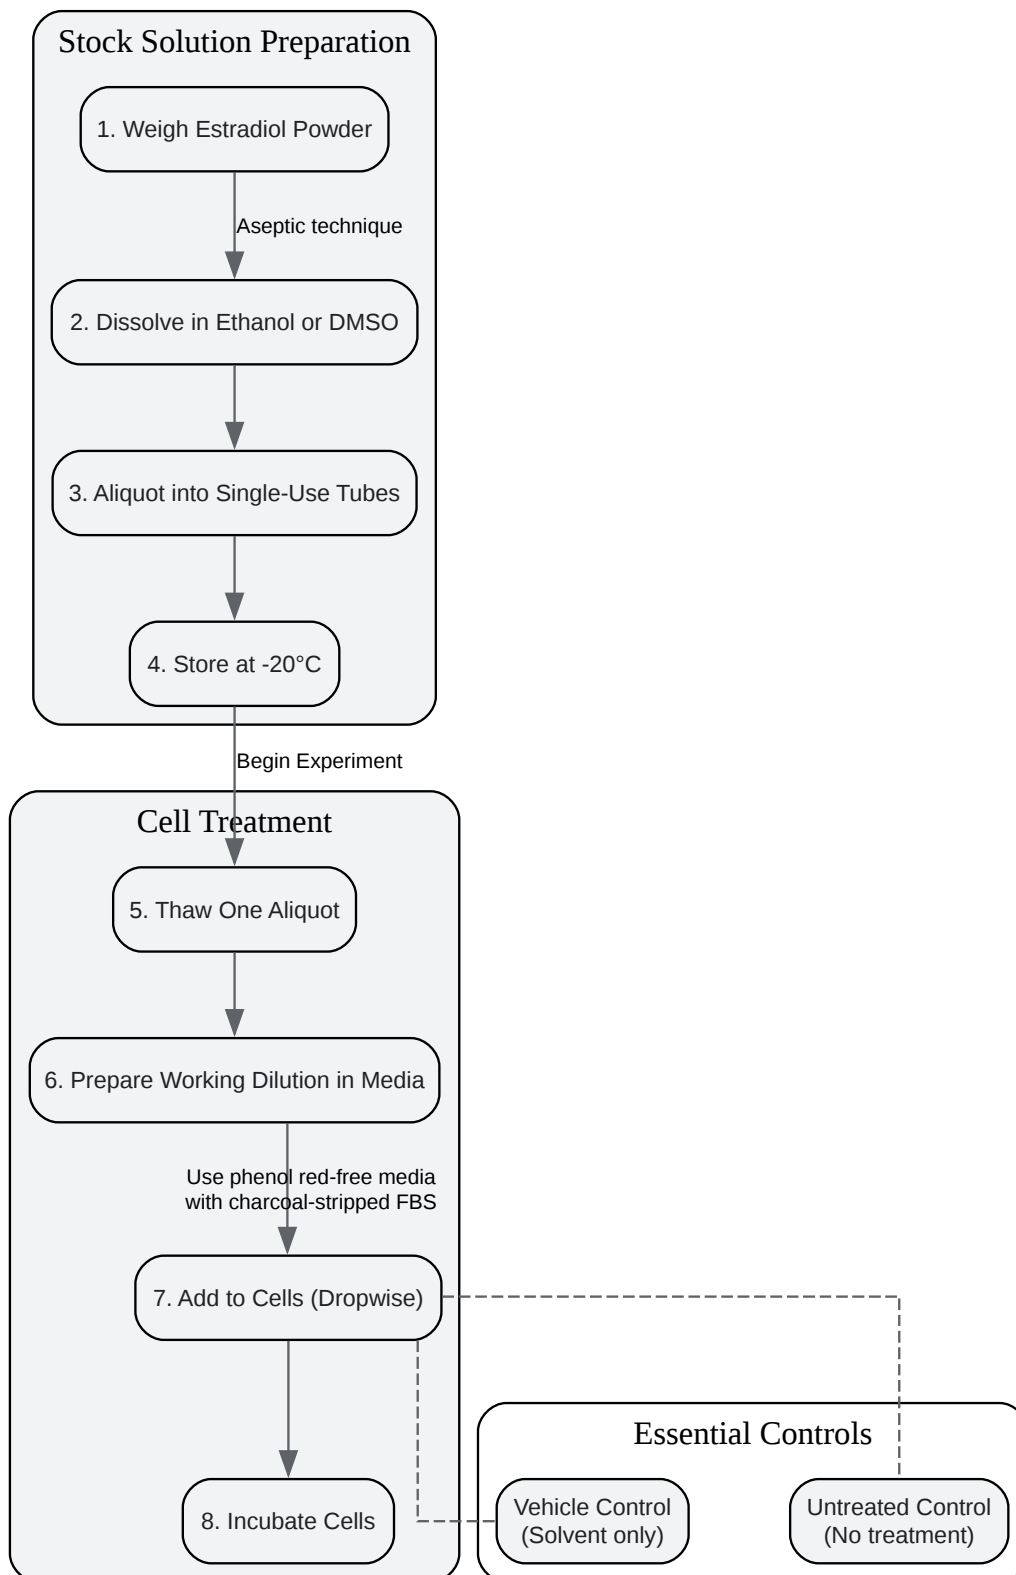 Stock Solution Preparation
1. Weigh Estradiol Powder
Aseptic technique
2. Dissolve in Ethanol or DMSO
3. Aliquot into Single-Use Tubes
4. Store at -20°C
Begin Experiment
Cell Treatment
5. Thaw One Aliquot
6. Prepare Working Dilution in Media
Use phenol red-free media
with charcoal-stripped FBS
7. Add to Cells (Dropwise)
8. Incubate Cells
Essential Controls
Vehicle Control
(Solvent only)
Untreated Control
(No treatment)